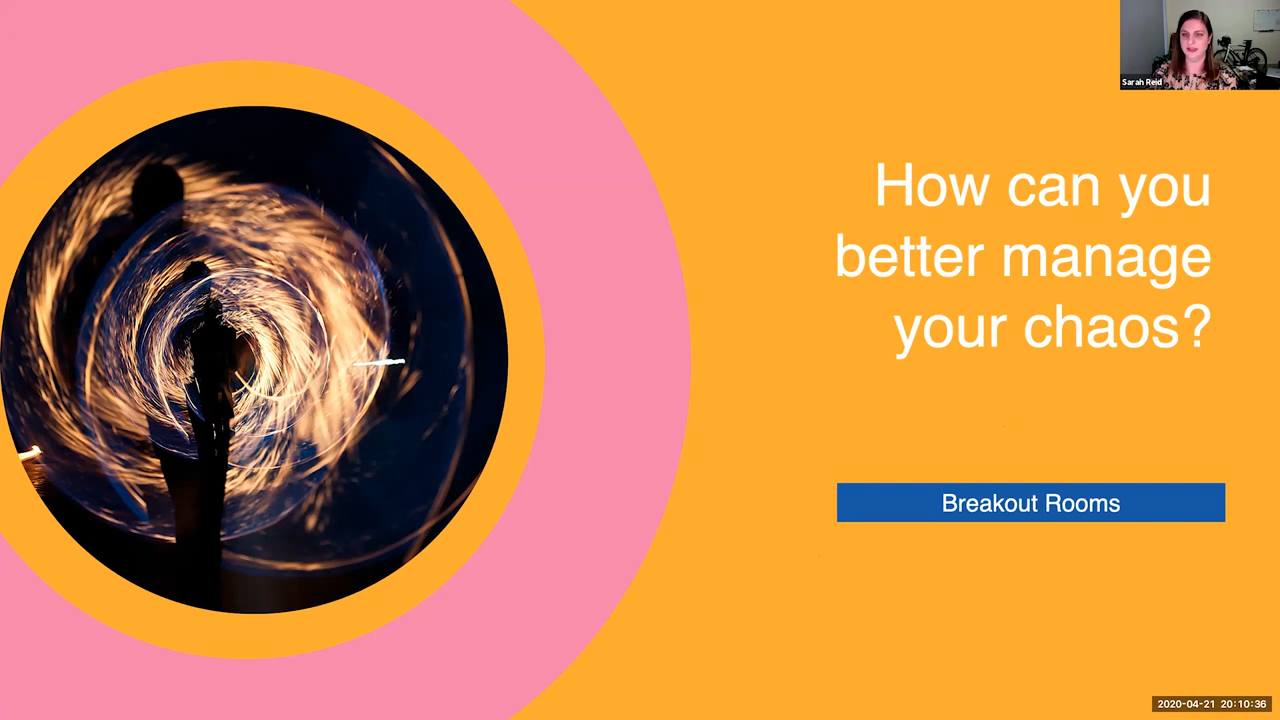 Sarah Reid
How can you
better manage
your chaos?
Breakout Rooms
2020-04-21 20:10:36